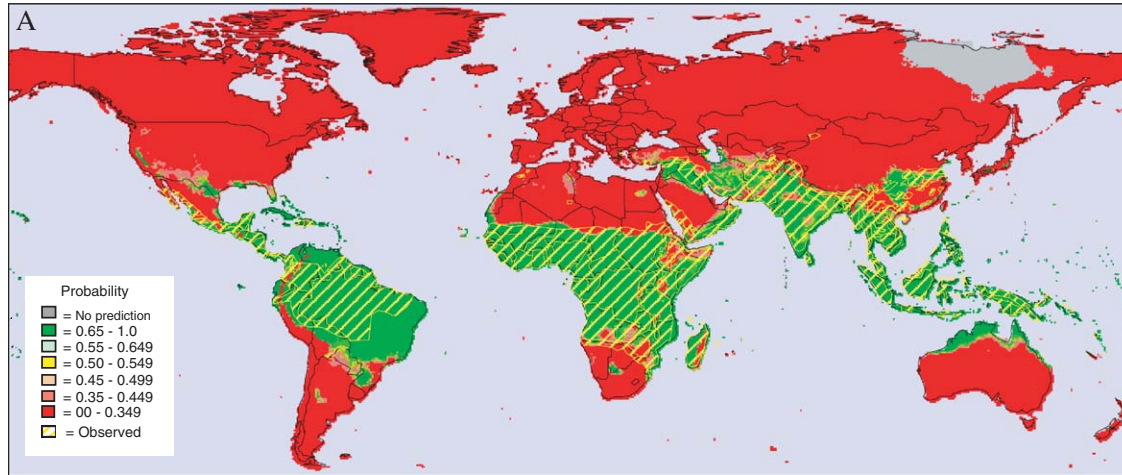 A
Probability
= No prediction
= 0.65 - 1.0
= 0.55 - 0.649
= 0.50 - 0.549
= 0.45 - 0.499
= 0.35 - 0.449
= 00 - 0.349
= Observed